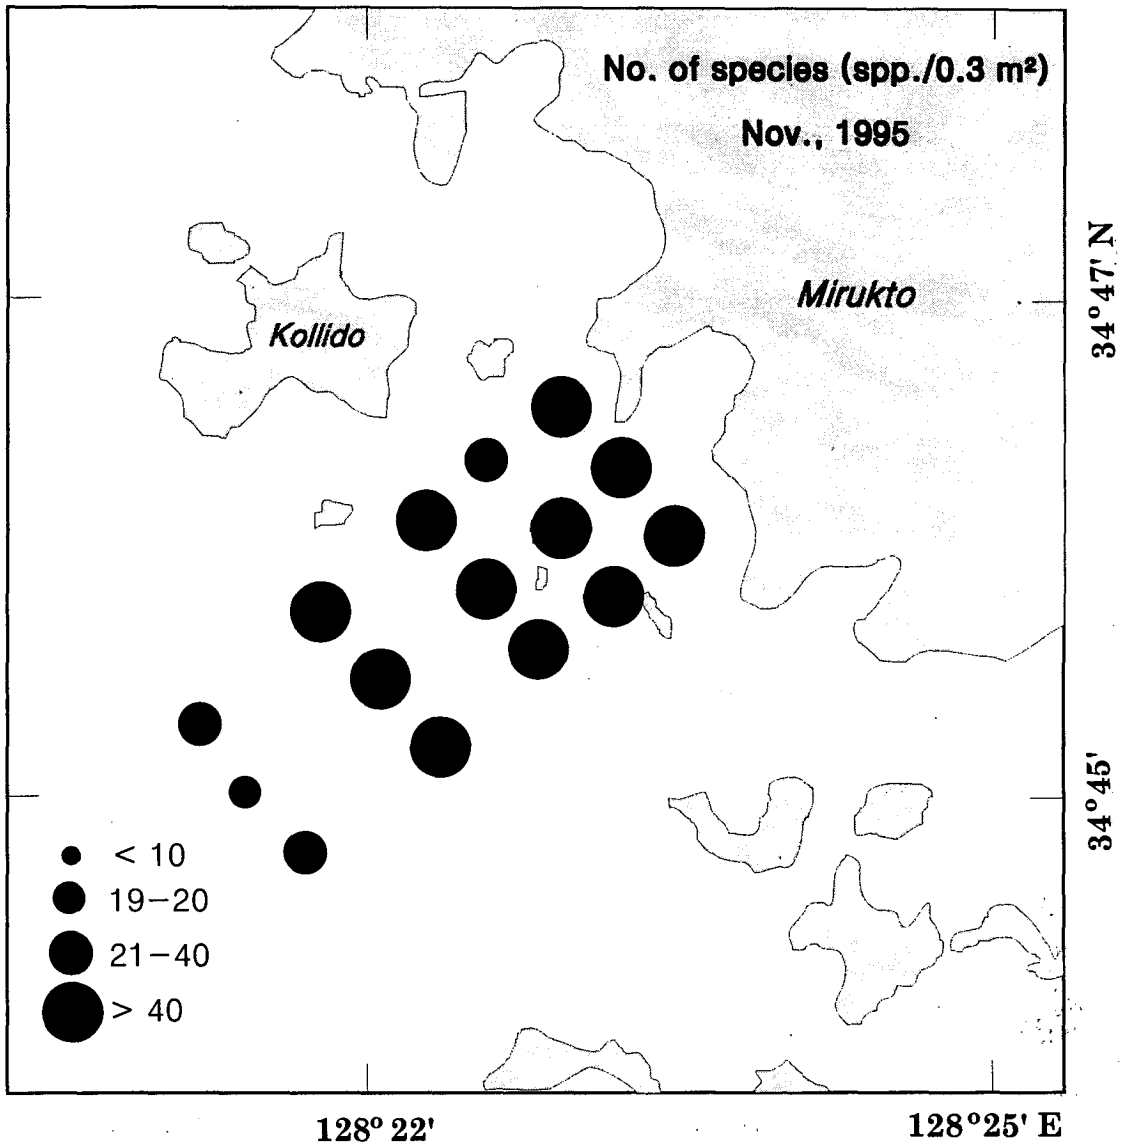 No. of species (spp./0.3 m²)
Nov., 1995
34°47' N
Mirukto
Kollido
34°45'
< 10
19-20
21-40
> 40
128°22'
128°25' E